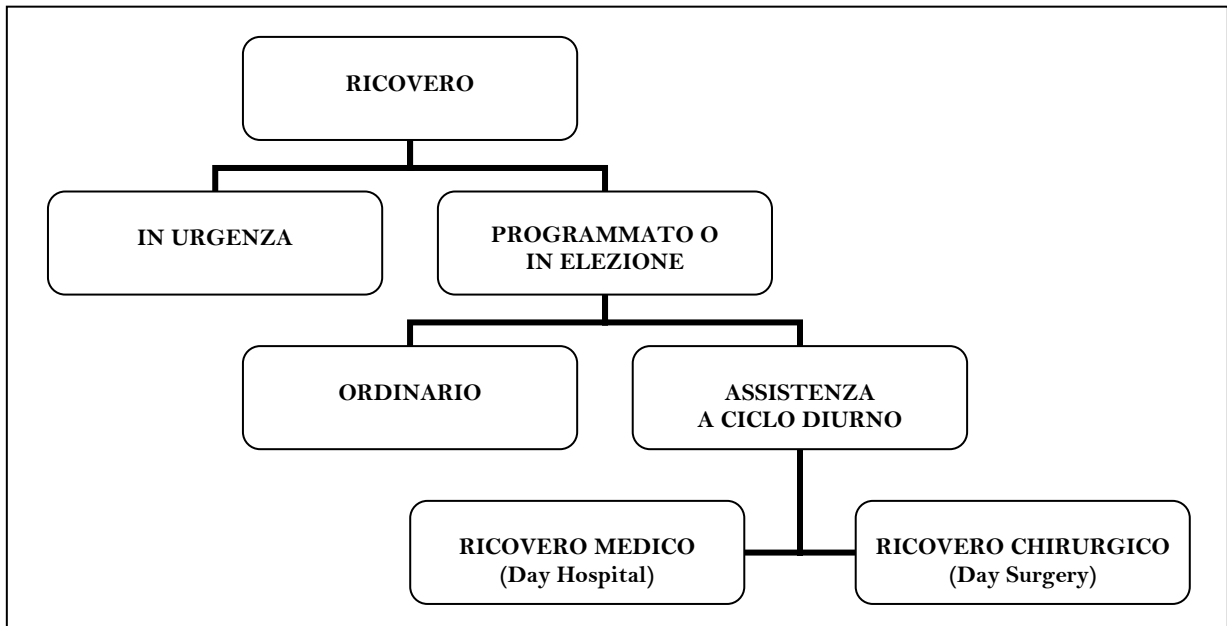 RICOVERO
IN URGENZA
PROGRAMMATO O
IN ELEZIONE
ORDINARIO
ASSISTENZA
A CICLO DIURNO
RICOVERO MEDICO
(Day Hospital)
RICOVERO CHIRURGICO
(Day Surgery)